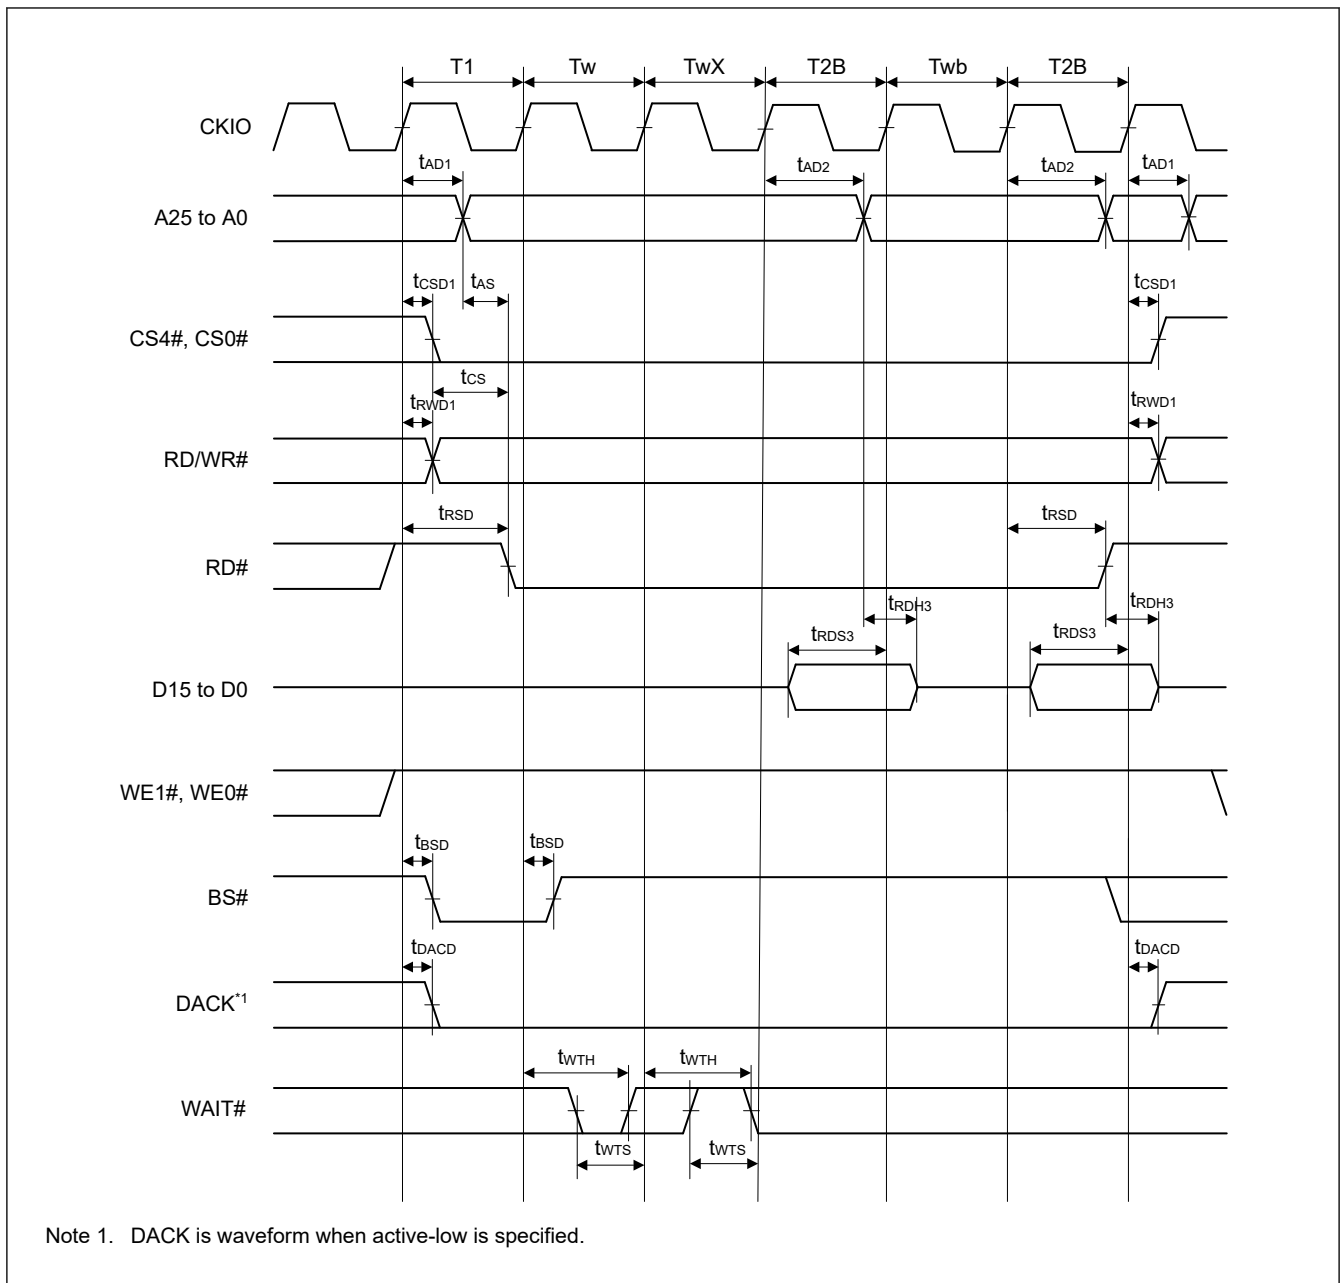 T1 Tw TwX T2B Twb T2B
CKIO
tAD1 tAD2 tAD2 tAD1
A25 to A0
tCSD1 tAS tCSD1
CS4#, CS0#
tCS
tRWD1 tRWD1
RD/WR#
tRSD tRSD
RD#
tRDH3 tRDH3
tRDS3 tRDS3
D15 to D0
WE1#, WE0#
tBSD tBSD
BS#
tDACD tDACD
DACK*1
tWTH tWTH
WAIT#
tWTS tWTS
Note 1. DACK is waveform when active-low is specified.